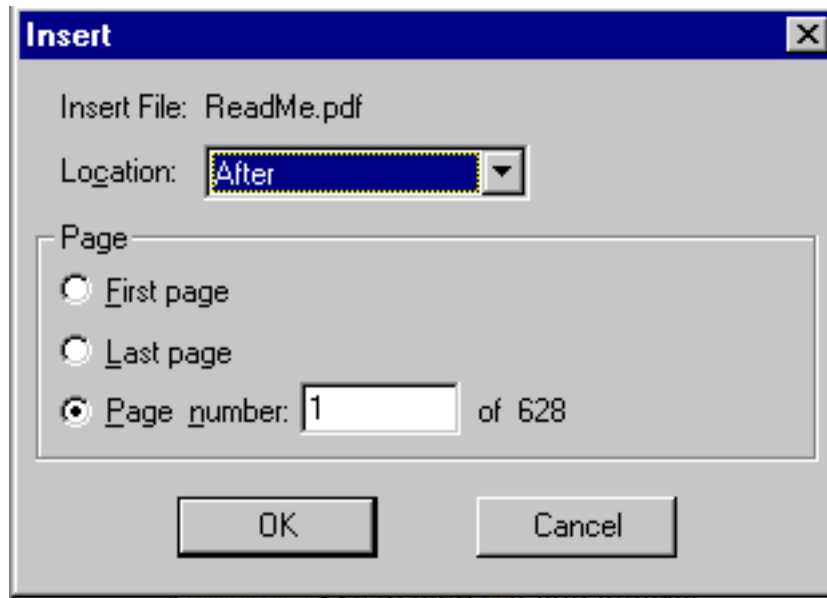 Insert
Insert File: ReadMe.pdf
Location: After
Page
First page
Last page
Page number: 1 of 628
OK Cancel